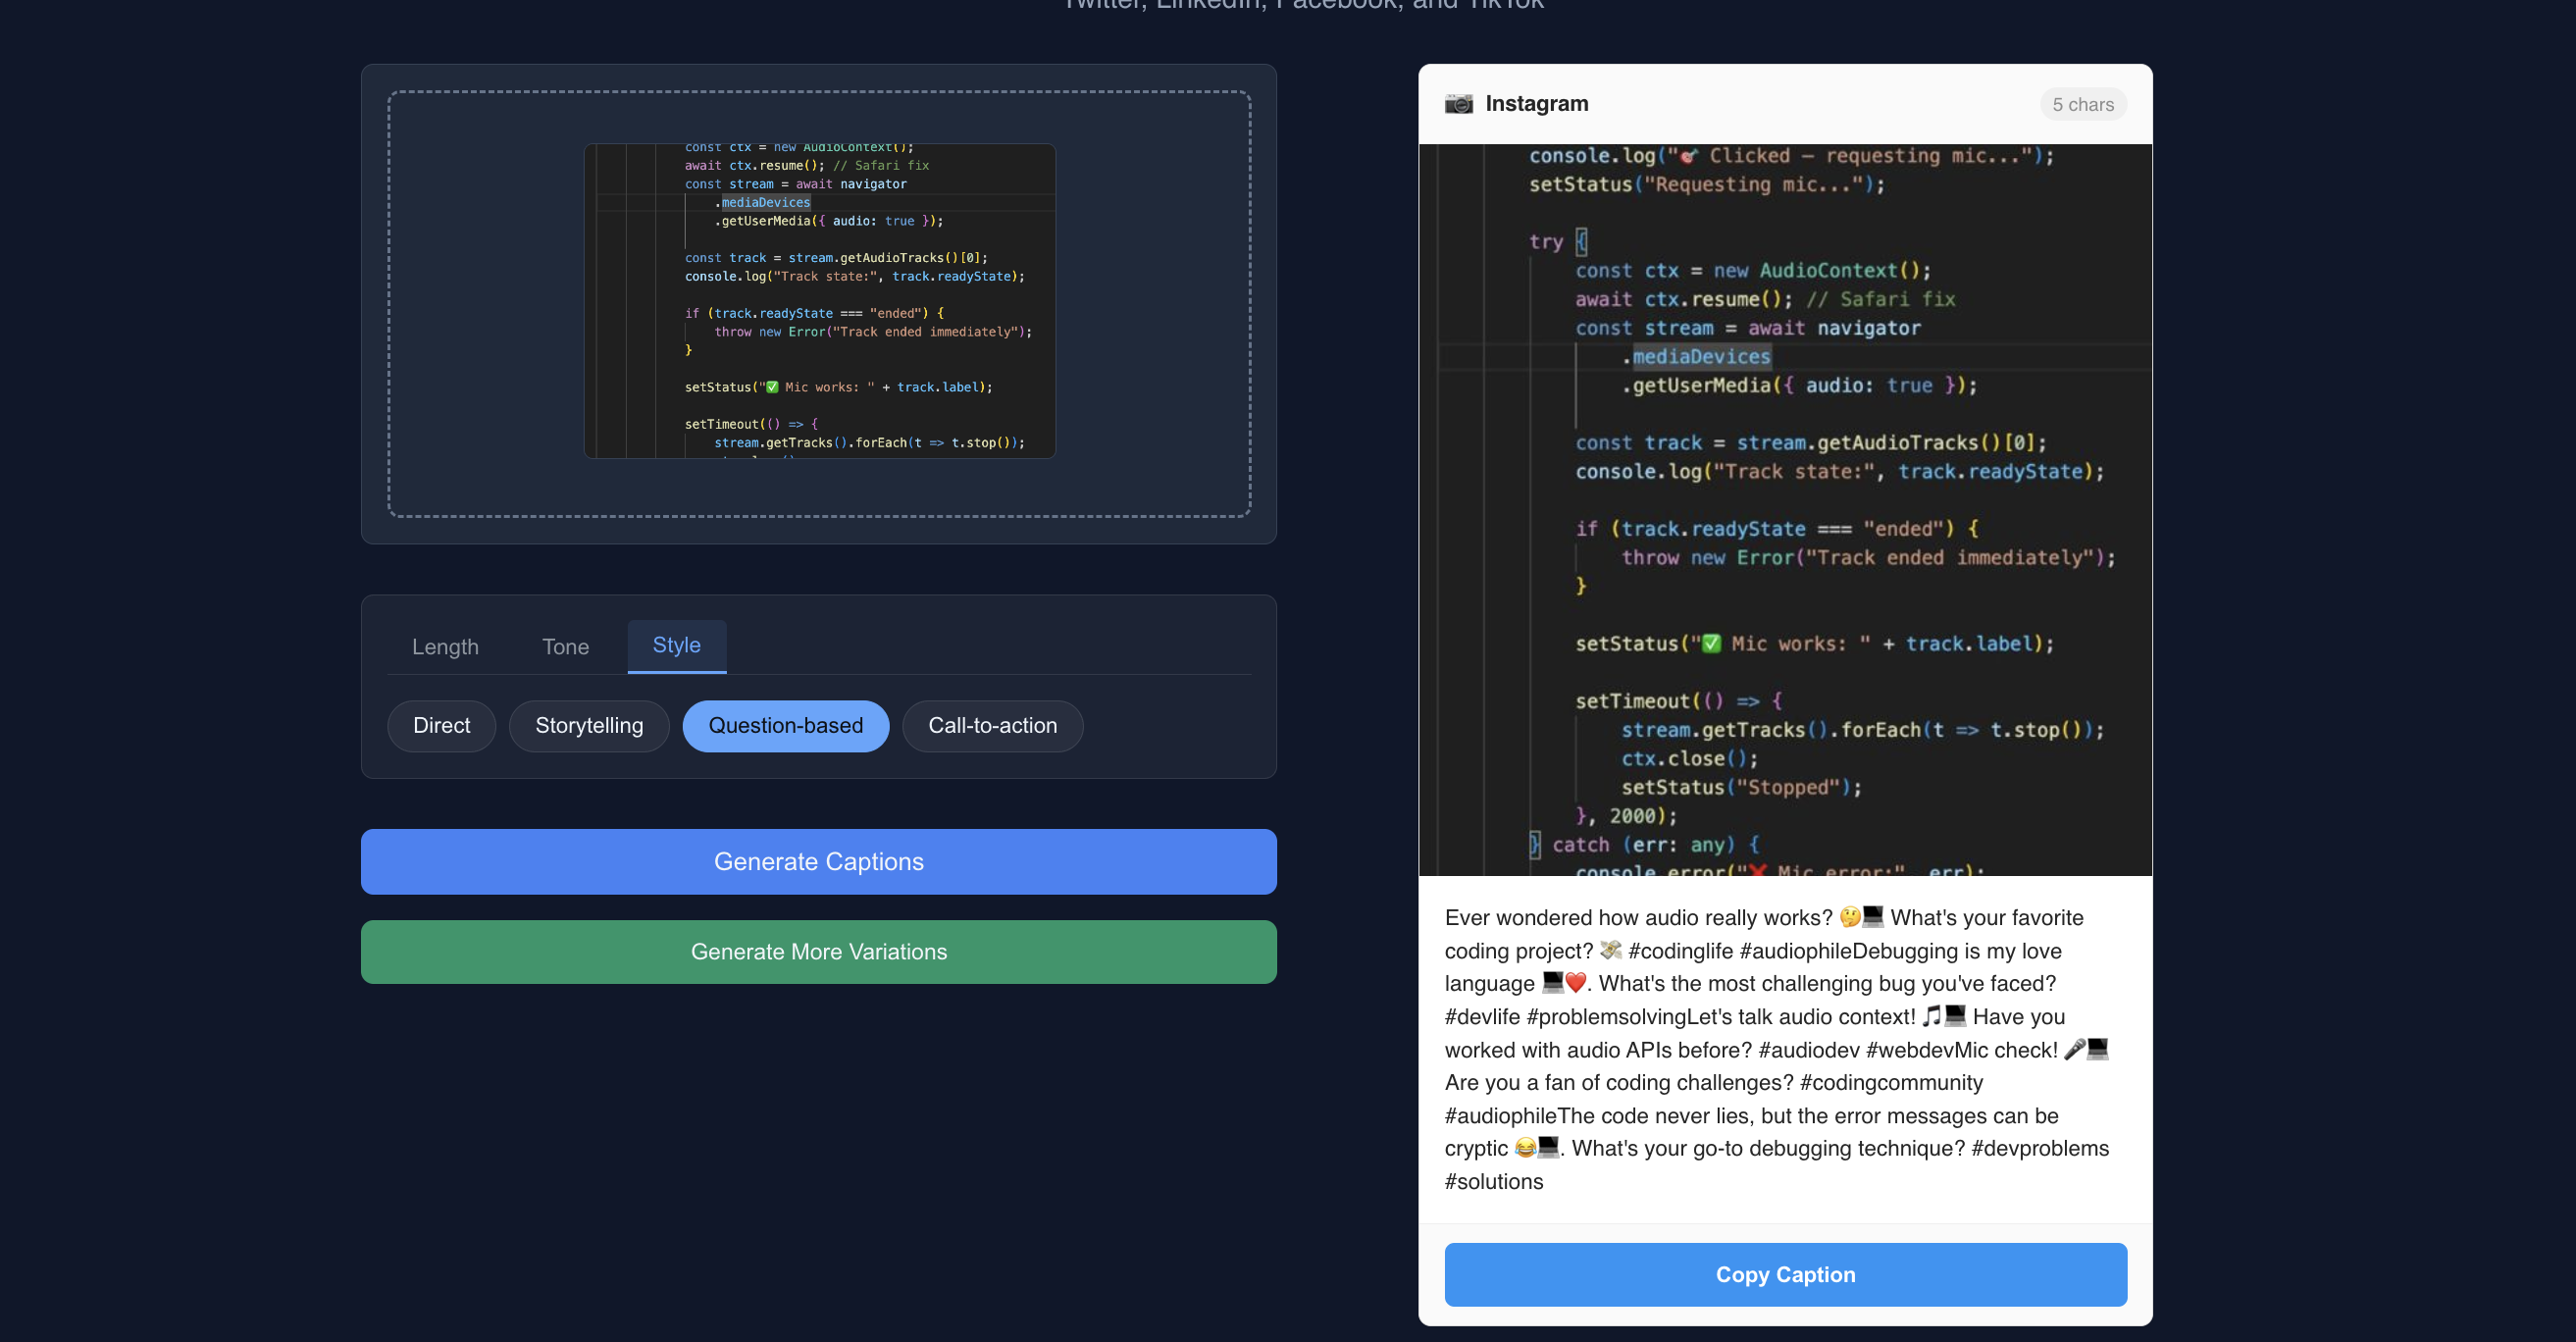 Twitter, LinkedIn, Facebook, and TikTok
const ctx = new AudioContext();
await ctx.resume(); // Safari fix
const stream = await navigator
.mediaDevices
.getUserMedia({ audio: true });
const track = stream.getAudioTracks()[0];
console.log("Track state:", track.readyState);
if (track.readyState === "ended") {
throw new Error("Track ended immediately");
}
setStatus("✅ Mic works: " + track.label);
setTimeout(() => {
stream.getTracks().forEach(t => t.stop());
Length Tone Style
Direct Storytelling Question-based Call-to-action
Generate Captions
Generate More Variations
📷 Instagram 5 chars
console.log("🎯 Clicked — requesting mic...");
setStatus("Requesting mic...");
try {
const ctx = new AudioContext();
await ctx.resume(); // Safari fix
const stream = await navigator
.mediaDevices
.getUserMedia({ audio: true });
const track = stream.getAudioTracks()[0];
console.log("Track state:", track.readyState);
if (track.readyState === "ended") {
throw new Error("Track ended immediately");
}
setStatus("✅ Mic works: " + track.label);
setTimeout(() => {
stream.getTracks().forEach(t => t.stop());
ctx.close();
setStatus("Stopped");
}, 2000);
} catch (err: any) {
console.error("❌ Mic error:", err);
Ever wondered how audio really works? 🤔💻 What's your favorite
coding project? 💸 #codinglife #audiophileDebugging is my love
language 💻❤️. What's the most challenging bug you've faced?
#devlife #problemsolvingLet's talk audio context! 🎵💻 Have you
worked with audio APIs before? #audiodev #webdevMic check! 🎤💻
Are you a fan of coding challenges? #codingcommunity
#audiophileThe code never lies, but the error messages can be
cryptic 😂💻. What's your go-to debugging technique? #devproblems
#solutions
Copy Caption